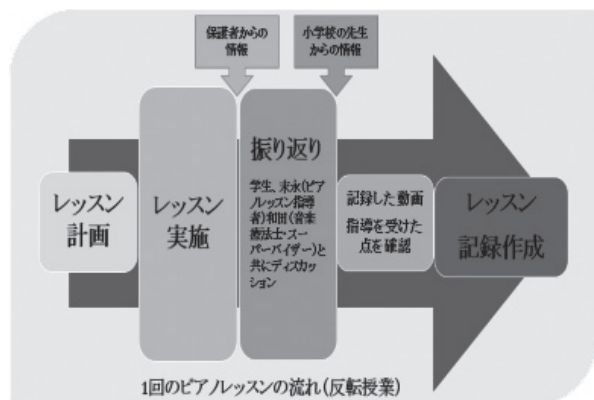 保護者からの
情報
小学校の先生
からの情報
レッスン
計画
レッスン
実施
振り返り
学生、末永(ピア
ノレッスン指導
者)和田(音楽
療法士・スー
パーバイザー)と
共にディスカッ
ション
記録した動画
指導を受けた
点を確認
レッスン
記録作成
1回のピアノレッスンの流れ(反転授業)